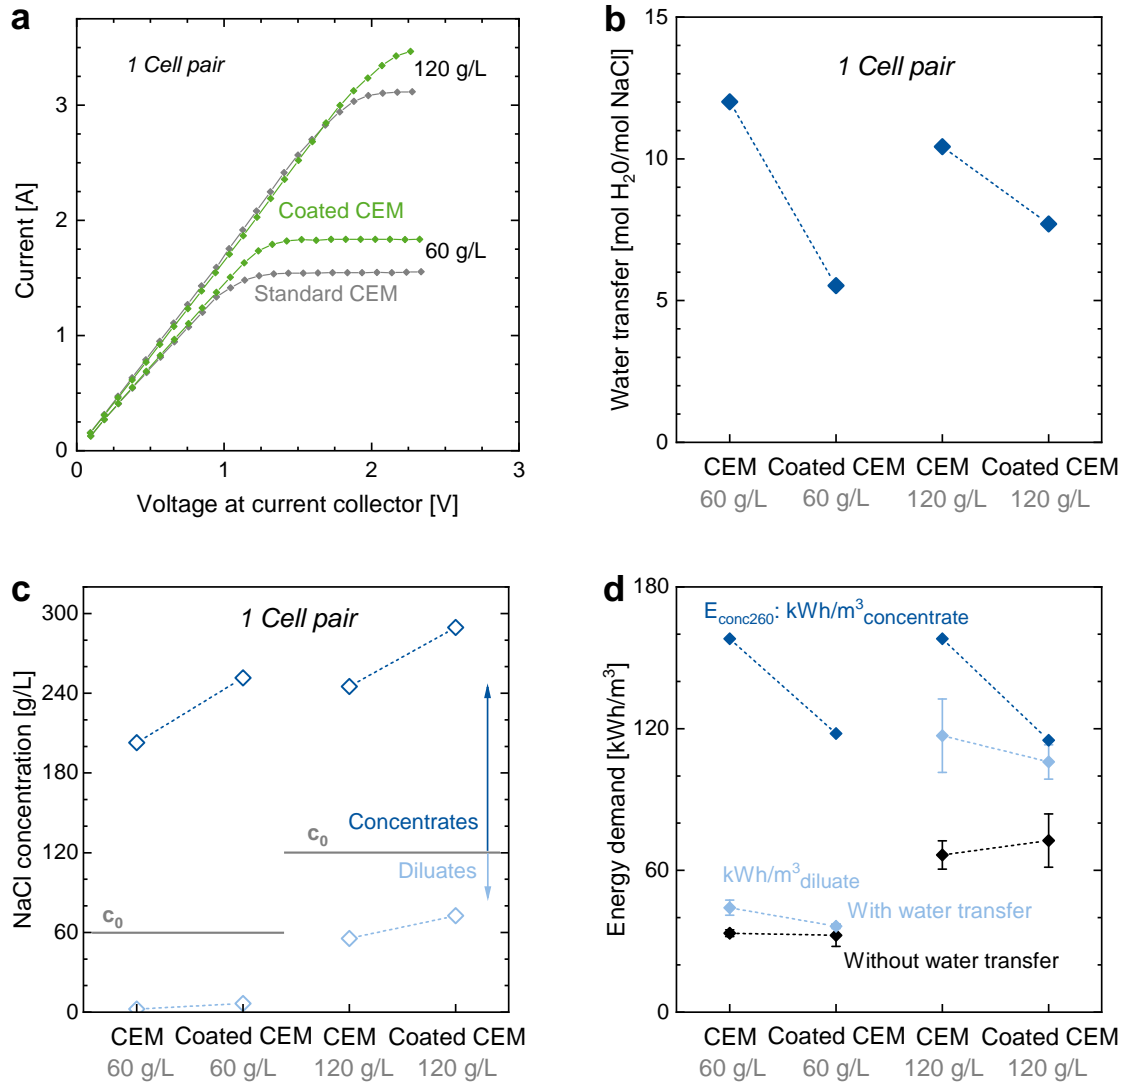 a
1 Cell pair
120 g/L
Coated CEM
60 g/L
Standard CEM
Current [A]
3
2
1
0
0 1 2 3
Voltage at current collector [V]
b
1 Cell pair
Water transfer [mol H₂0/mol NaCl]
15
10
5
0
CEM Coated CEM CEM Coated CEM
60 g/L 60 g/L 120 g/L 120 g/L
c
1 Cell pair
NaCl concentration [g/L]
300
240
180
120
60
0
Concentrates
c₀
Diluates
c₀
CEM Coated CEM CEM Coated CEM
60 g/L 60 g/L 120 g/L 120 g/L
d
E_conc260: kWh/m³concentrate
Energy demand [kWh/m³]
180
120
60
0
kWh/m³diluate
With water transfer
Without water transfer
CEM Coated CEM CEM Coated CEM
60 g/L 60 g/L 120 g/L 120 g/L